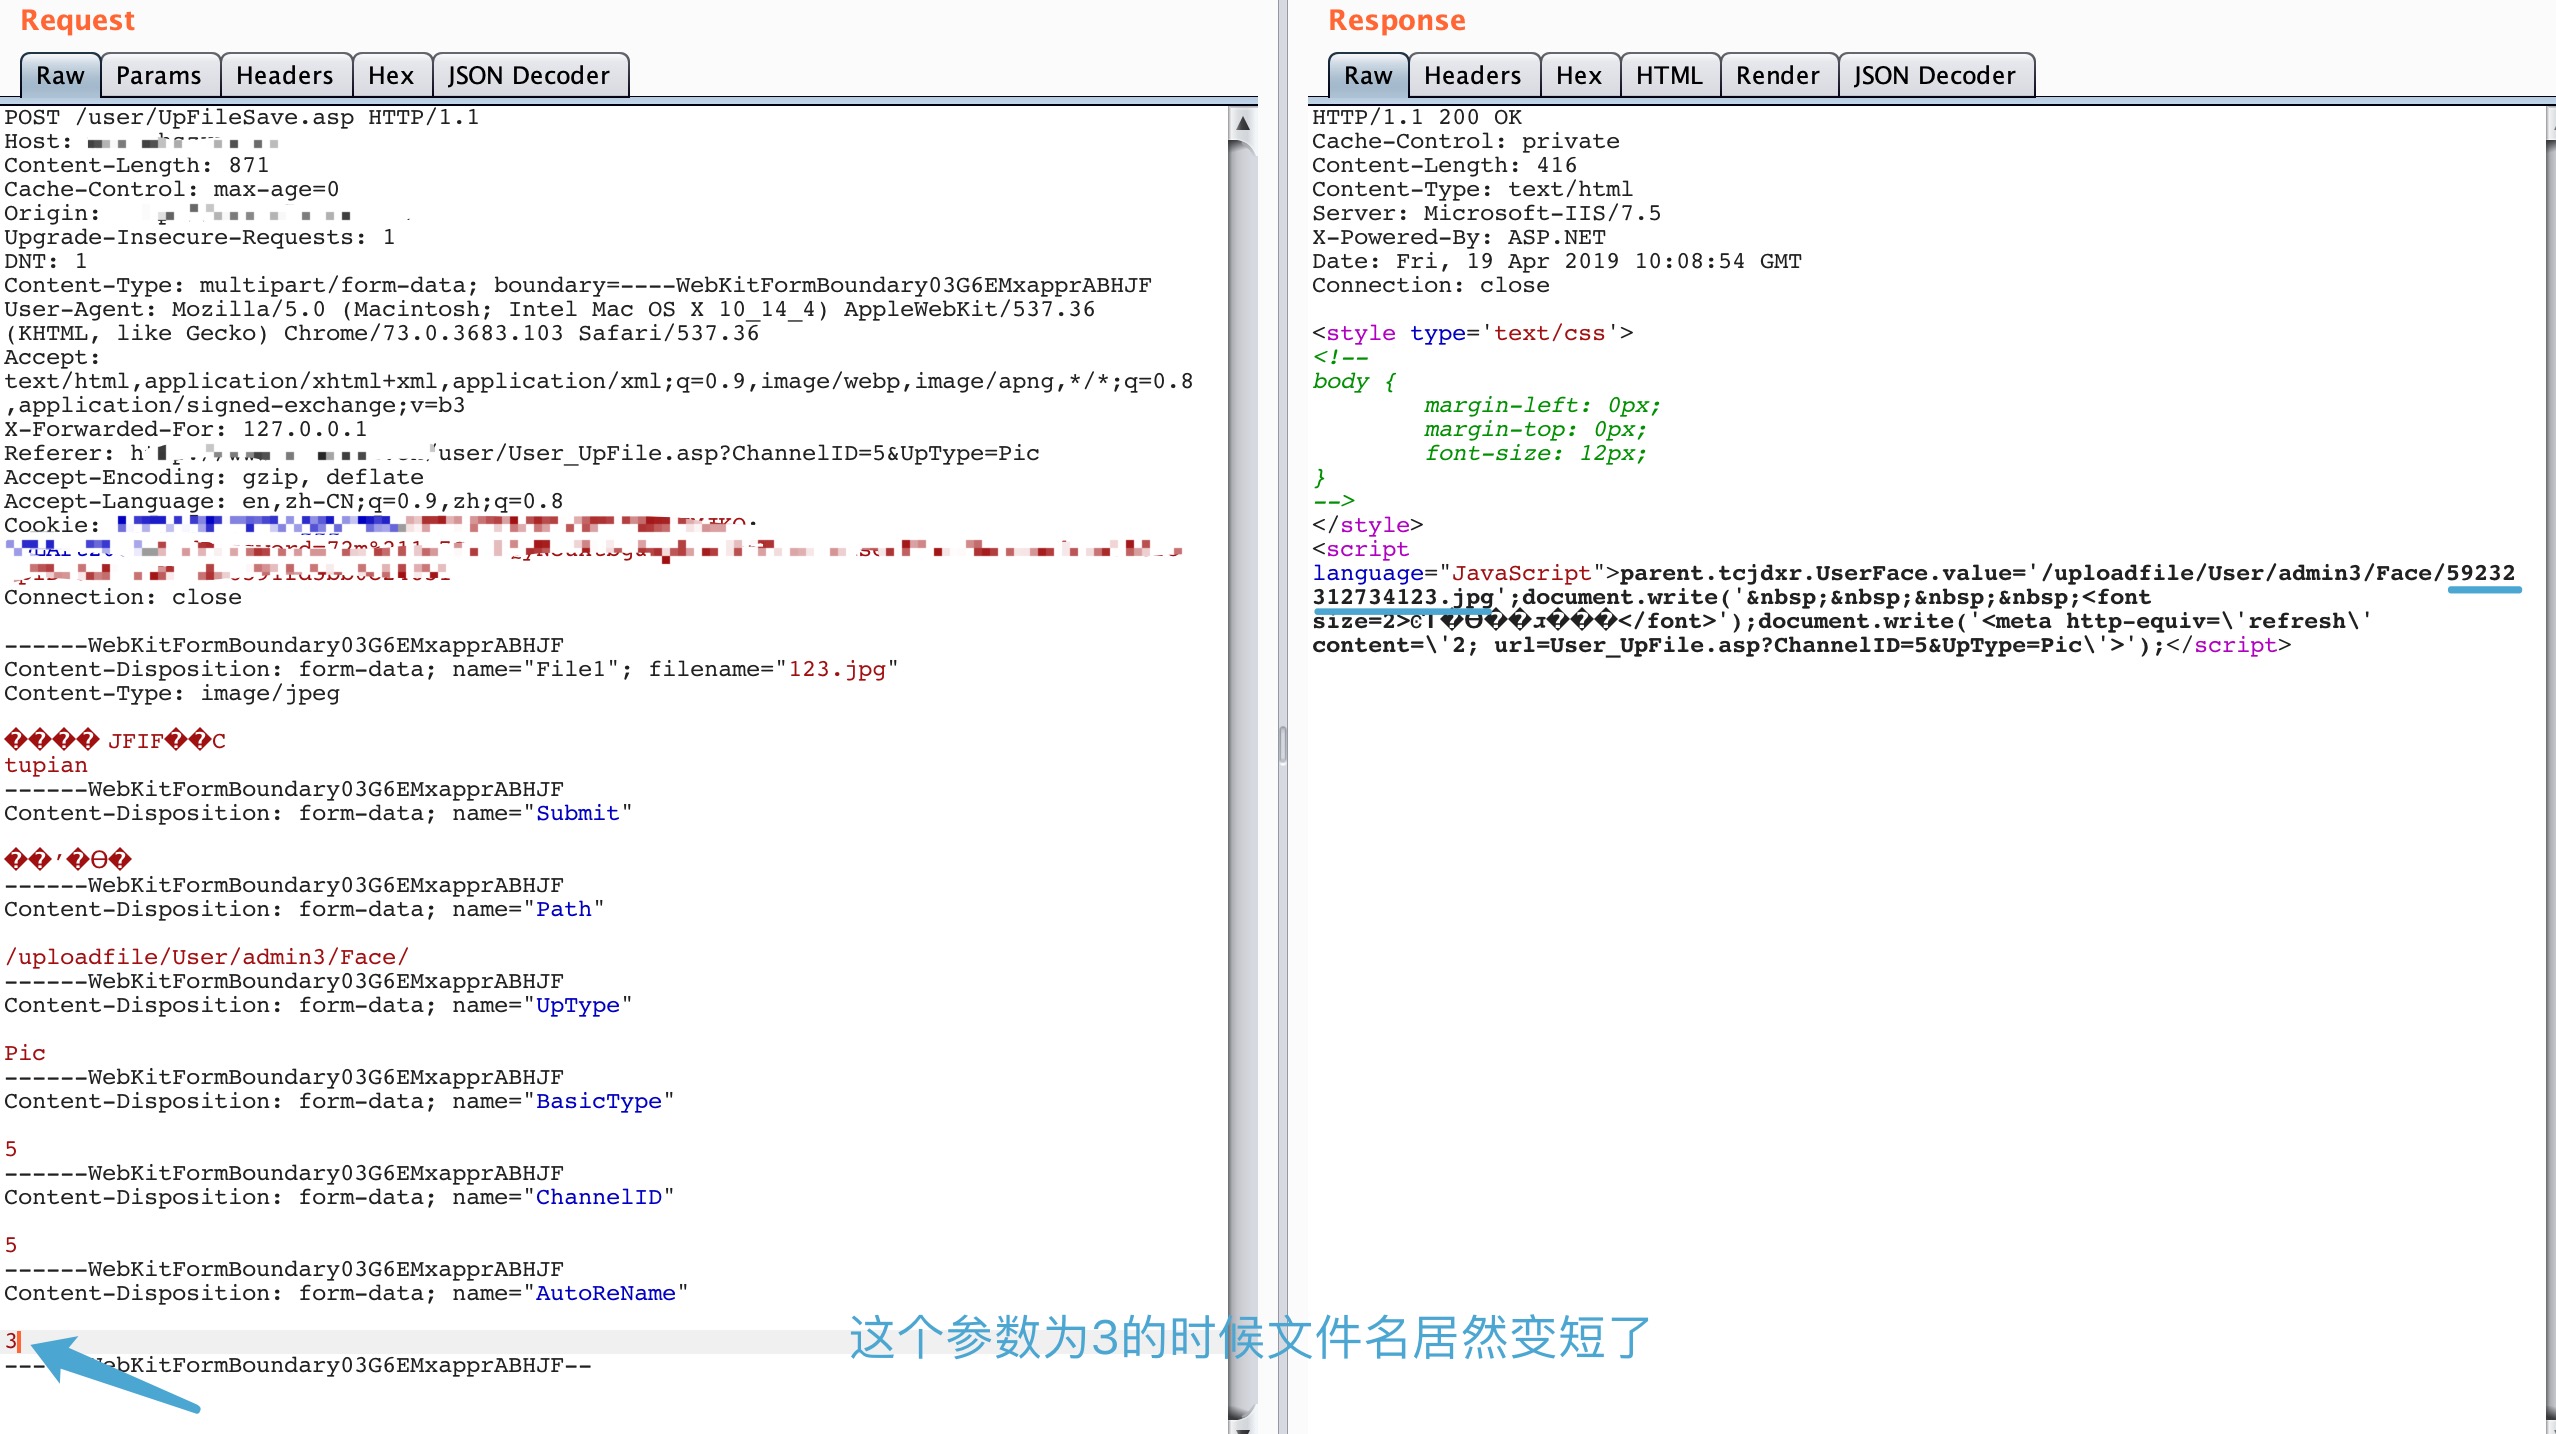 Request
Raw Params Headers Hex JSON Decoder
POST /user/UpFileSave.asp HTTP/1.1
Host:
Content-Length: 871
Cache-Control: max-age=0
Origin:
Upgrade-Insecure-Requests: 1
DNT: 1
Content-Type: multipart/form-data; boundary=----WebKitFormBoundary03G6EMxapprABHJF
User-Agent: Mozilla/5.0 (Macintosh; Intel Mac OS X 10_14_4) AppleWebKit/537.36
(KHTML, like Gecko) Chrome/73.0.3683.103 Safari/537.36
Accept:
text/html,application/xhtml+xml,application/xml;q=0.9,image/webp,image/apng,*/*;q=0.8
,application/signed-exchange;v=b3
X-Forwarded-For: 127.0.0.1
Referer: /user/User_UpFile.asp?ChannelID=5&UpType=Pic
Accept-Encoding: gzip, deflate
Accept-Language: en,zh-CN;q=0.9,zh;q=0.8
Cookie:
Connection: close
------WebKitFormBoundary03G6EMxapprABHJF
Content-Disposition: form-data; name="File1"; filename="123.jpg"
Content-Type: image/jpeg
���� JFIF��C
tupian
------WebKitFormBoundary03G6EMxapprABHJF
Content-Disposition: form-data; name="Submit"
��׳�Ѳ�
------WebKitFormBoundary03G6EMxapprABHJF
Content-Disposition: form-data; name="Path"
/uploadfile/User/admin3/Face/
------WebKitFormBoundary03G6EMxapprABHJF
Content-Disposition: form-data; name="UpType"
Pic
------WebKitFormBoundary03G6EMxapprABHJF
Content-Disposition: form-data; name="BasicType"
5
------WebKitFormBoundary03G6EMxapprABHJF
Content-Disposition: form-data; name="ChannelID"
5
------WebKitFormBoundary03G6EMxapprABHJF
Content-Disposition: form-data; name="AutoReName"
3
WebKitFormBoundary03G6EMxapprABHJF--
这个参数为3的时候文件名居然变短了
Response
Raw Headers Hex HTML Render JSON Decoder
HTTP/1.1 200 OK
Cache-Control: private
Content-Length: 416
Content-Type: text/html
Server: Microsoft-IIS/7.5
X-Powered-By: ASP.NET
Date: Fri, 19 Apr 2019 10:08:54 GMT
Connection: close
<style type='text/css'>
<!--
body {
margin-left: 0px;
margin-top: 0px;
font-size: 12px;
}
-->
</style>
<script
language="JavaScript">parent.tcjdxr.UserFace.value='/uploadfile/User/admin3/Face/59232
312734123.jpg';document.write('&nbsp;&nbsp;&nbsp;&nbsp;<font
size=2> </font>');document.write('<meta http-equiv=\'refresh\'
content=\'2; url=User_UpFile.asp?ChannelID=5&UpType=Pic\'>');</script>